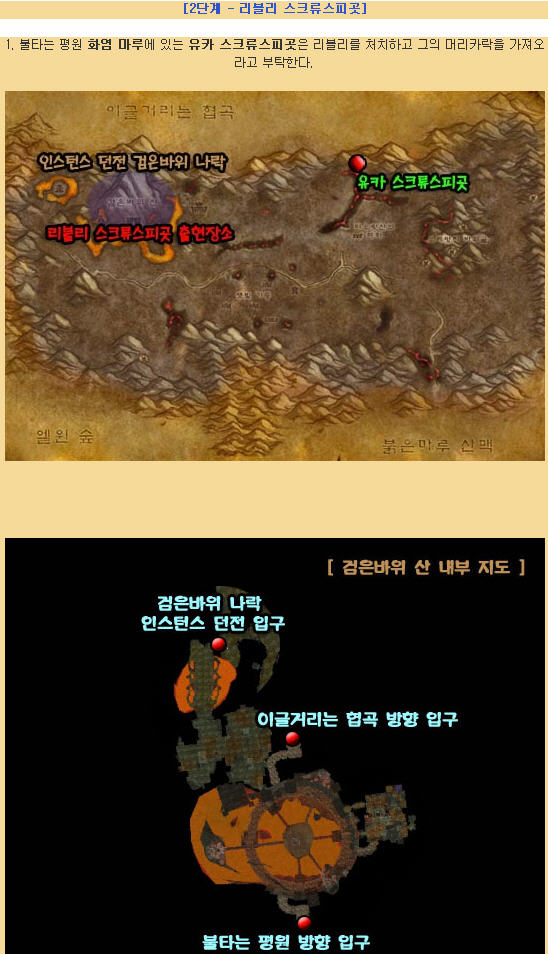 [2단계 - 리블리 스크류스피곳]
1. 불타는 평원 화염 마루에 있는 유카 스크류스피곳은 리블리를 처치하고 그의 머리카락을 가져오
라고 부탁한다.
이글거리는 협곡
인스턴스 던전 검은바위 나락
유카 스크류스피곳
검은바위 산
리블리 스크류스피곳 출현장소
엘윈 숲
붉은마루 산맥
[ 검은바위 산 내부 지도 ]
검은바위 나락
인스턴스 던전 입구
이글거리는 협곡 방향 입구
불타는 평원 방향 입구